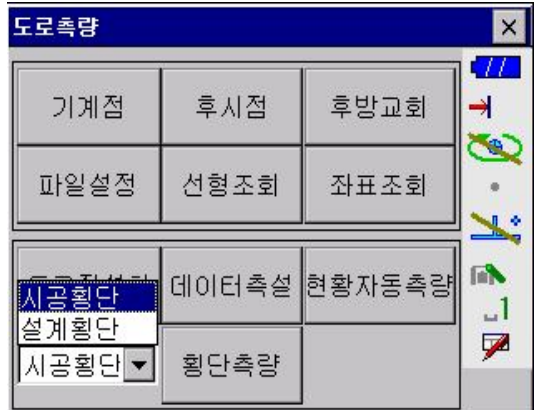 도로측량
기계점 후시점 후방교회
파일설정 선형조회 좌표조회
데이터측설 현황자동측량
시공횡단
설계횡단
시공횡단 횡단측량
1